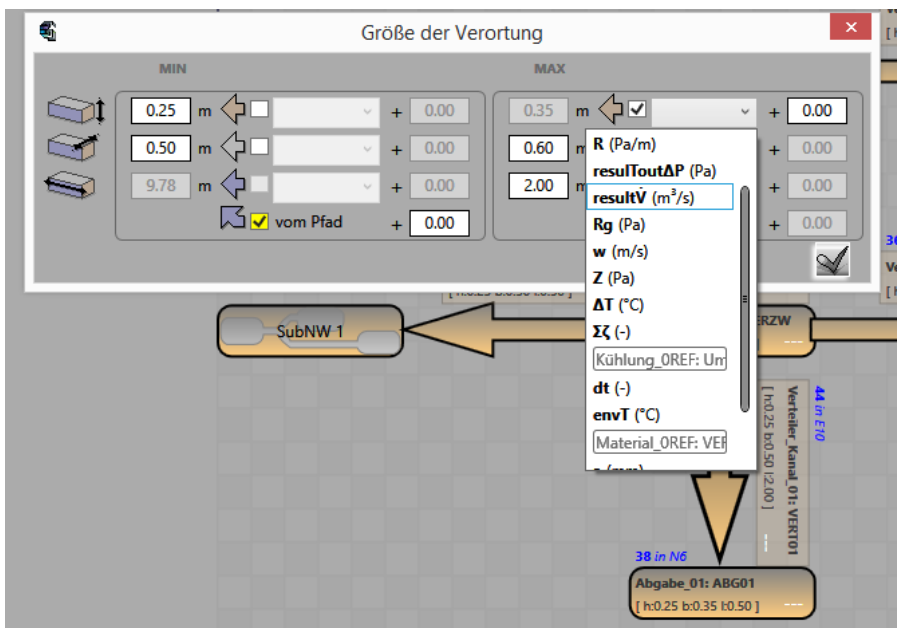 Größe der Verortung
MIN
MAX
0.25 m + 0.00
0.35 m + 0.00
0.50 m + 0.00
0.60 m + 0.00
9.78 m + 0.00
2.00 m + 0.00
vom Pfad + 0.00
R (Pa/m)
resulToutΔP (Pa)
resultV̇ (m³/s)
Rg (Pa)
w (m/s)
Z (Pa)
ΔT (°C)
Σζ (-)
Kühlung_0REF: Um
dt (-)
envT (°C)
Material_0REF: VER
SubNW 1
ERZW
---
44 in E10
Verteiler_Kanal_01: VERT01
[ h:0.25 b:0.50 l:2.00 ]
---
38 in N6
Abgabe_01: ABG01
[ h:0.25 b:0.35 l:0.50 ]
---
36